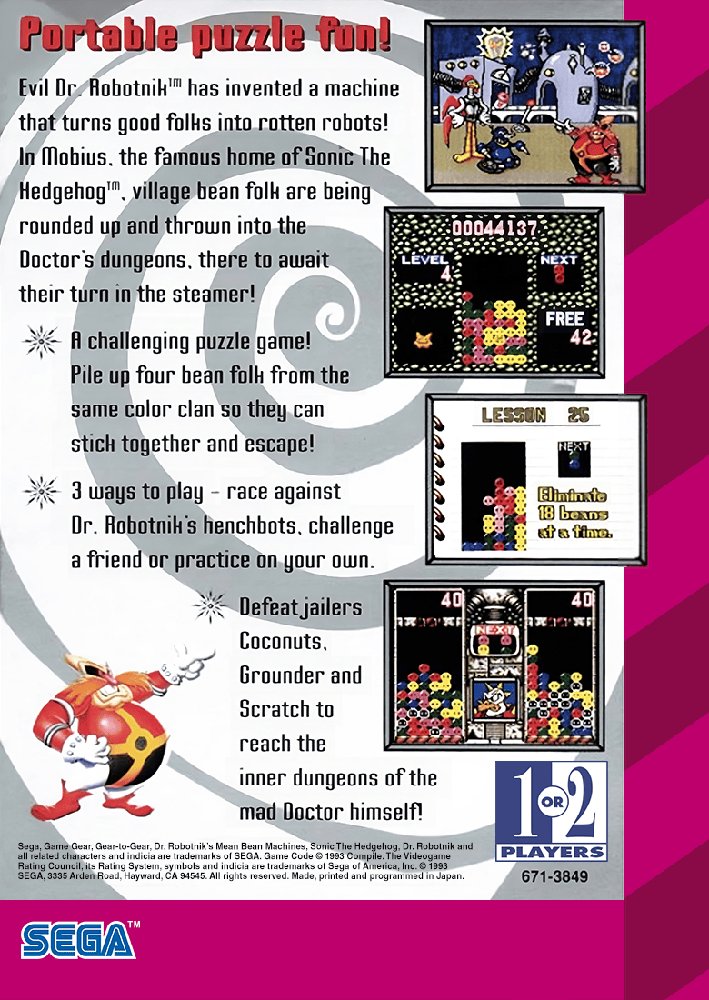 Portable puzzle fun!
Evil Dr. Robotnik™ has invented a machine
that turns good folks into rotten robots!
In Mobius, the famous home of Sonic The
Hedgehog™, village bean folk are being
rounded up and thrown into the
Doctor's dungeons, there to await
their turn in the steamer!
A challenging puzzle game!
Pile up four bean folk from the
same color clan so they can
stick together and escape!
3 ways to play - race against
Dr. Robotnik's henchbots, challenge
a friend or practice on your own.
Defeat jailers
Coconuts,
Grounder and
Scratch to
reach the
inner dungeons of the
mad Doctor himself!
00044137
LEVEL
4
NEXT
FREE
42
LESSON 25
NEXT
Eliminate
18 beans
at a time.
40
40
NEXT
1 OR 2
PLAYERS
671-3849
Sega, Game Gear, Gear-to-Gear, Dr. Robotnik's Mean Bean Machines, Sonic The Hedgehog, Dr. Robotnik and
all related characters and indicia are trademarks of SEGA. Game Code © 1993 Compile. The Videogame
Rating Council, its Rating System, symbols and indicia are trademarks of Sega of America, Inc. © 1993
SEGA, 3335 Arden Road, Hayward, CA 94545. All rights reserved. Made, printed and programmed in Japan.
SEGA™